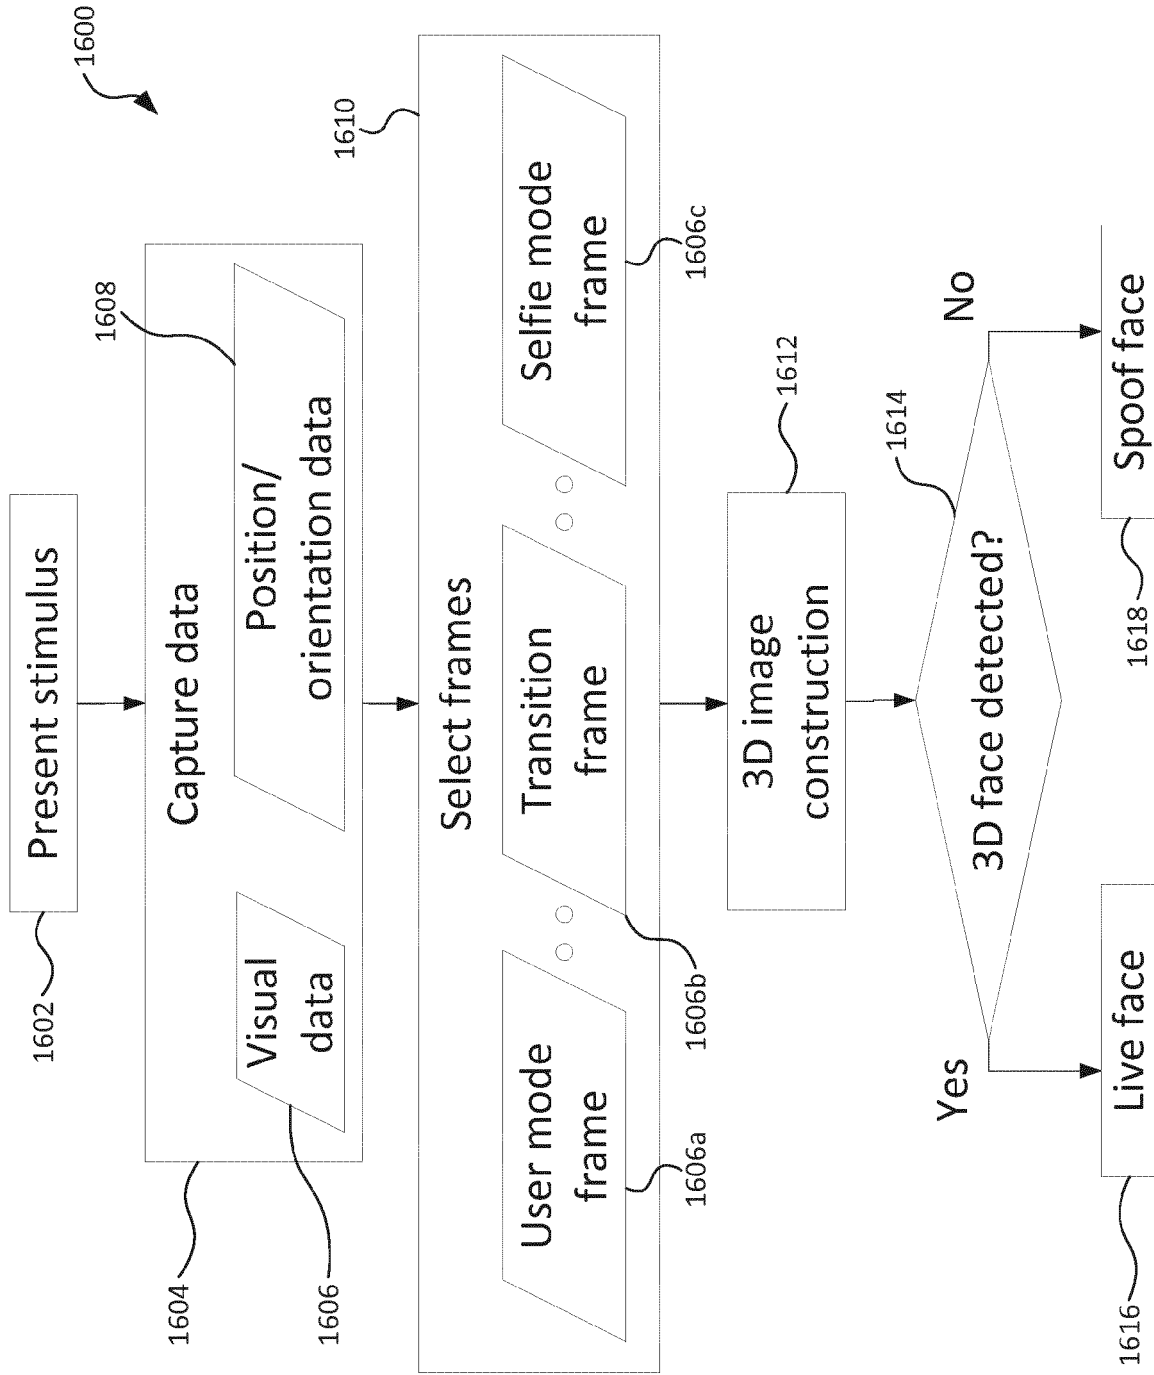 1600
Present stimulus
1602
Capture data
1604
Visual
data
1606
Position/
orientation data
1608
Select frames
1610
User mode
frame
1606a
Transition
frame
1606b
Selfie mode
frame
1606c
3D image
construction
1612
3D face detected?
1614
Yes
No
Live face
1616
Spoof face
1618